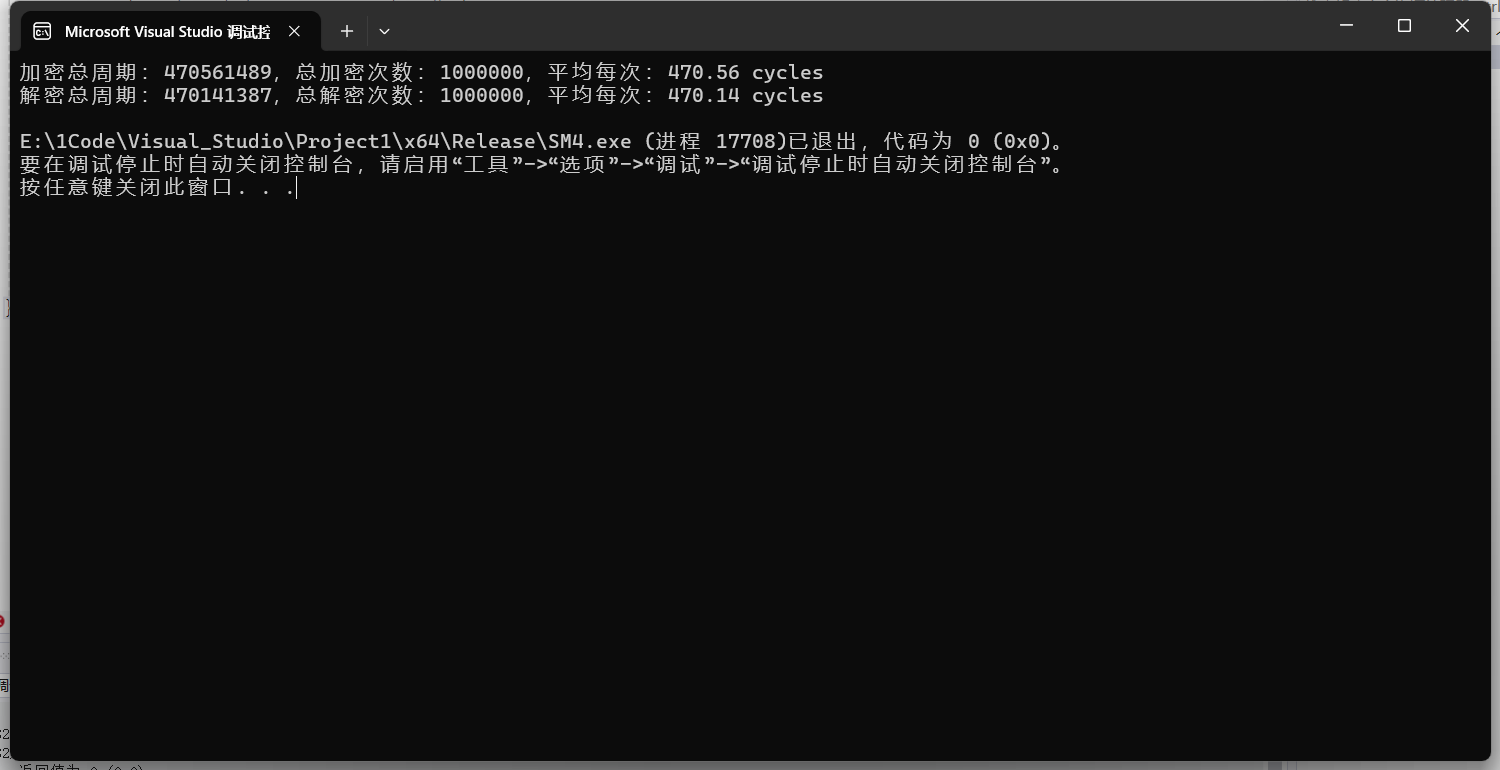 Microsoft Visual Studio 调试控
加密总周期：470561489，总加密次数：1000000，平均每次：470.56 cycles
解密总周期：470141387，总解密次数：1000000，平均每次：470.14 cycles
E:\1Code\Visual_Studio\Project1\x64\Release\SM4.exe (进程 17708)已退出，代码为 0 (0x0)。
要在调试停止时自动关闭控制台，请启用“工具”->“选项”->“调试”->“调试停止时自动关闭控制台”。
按任意键关闭此窗口. . .